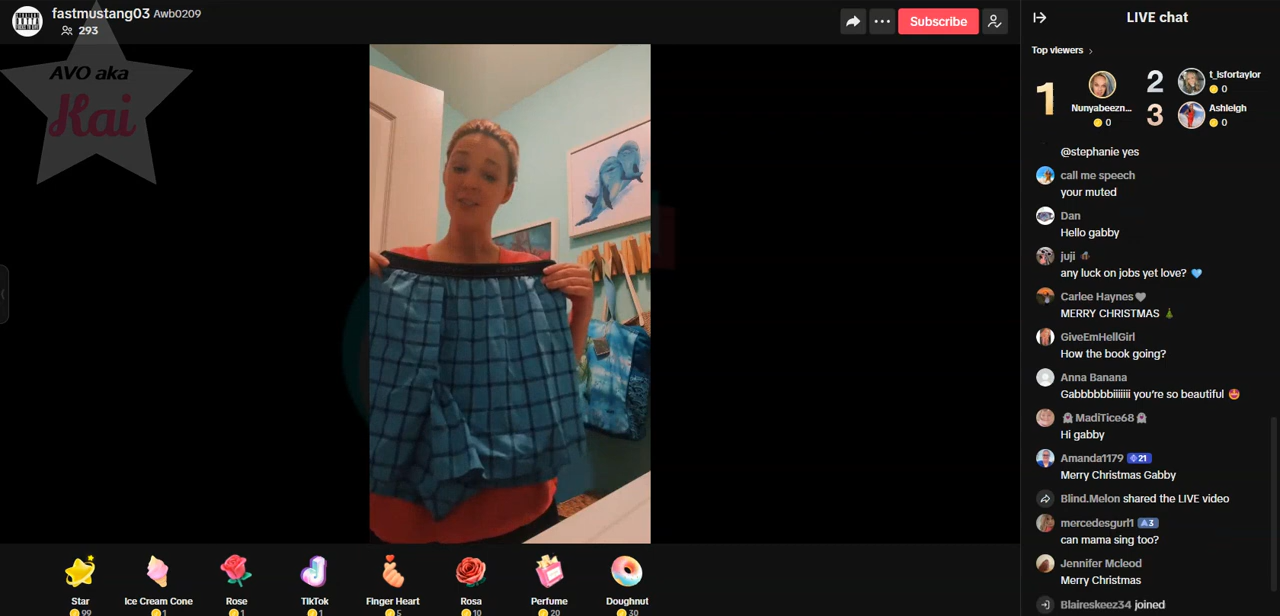 fastmustang03 Awb0209
293
Subscribe
AVO aka
Kai
LIVE chat
Top viewers
1
Nunyabeezn...
0
2
t_isfortaylor
0
3
Ashleigh
0
@stephanie yes
call me speech
your muted
Dan
Hello gabby
juji
any luck on jobs yet love? 💙
Carlee Haynes🩶
MERRY CHRISTMAS 🎄
GiveEmHellGirl
How the book going?
Anna Banana
Gabbbbbbiiiiiii you're so beautiful 🤩
👻MadiTice68👻
Hi gabby
Amanda1179 21
Merry Christmas Gabby
Blind.Melon shared the LIVE video
mercedesgurl1 3
can mama sing too?
Jennifer Mcleod
Merry Christmas
Blaireskeez34 joined
Star
99
Ice Cream Cone
1
Rose
1
TikTok
1
Finger Heart
5
Rosa
10
Perfume
20
Doughnut
30